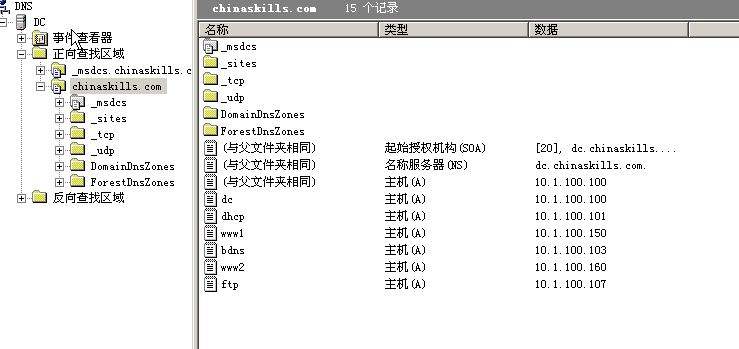 DNS
DC
事件查看器
正向查找区域
_msdcs.chinaskills.c
chinaskills.com
_msdcs
_sites
_tcp
_udp
DomainDnsZones
ForestDnsZones
反向查找区域
chinaskills.com 15 个记录
名称 类型 数据
_msdcs
_sites
_tcp
_udp
DomainDnsZones
ForestDnsZones
(与父文件夹相同) 起始授权机构(SOA) [20], dc.chinaskills....
(与父文件夹相同) 名称服务器(NS) dc.chinaskills.com.
(与父文件夹相同) 主机(A) 10.1.100.100
dc 主机(A) 10.1.100.100
dhcp 主机(A) 10.1.100.101
www1 主机(A) 10.1.100.150
bdns 主机(A) 10.1.100.103
www2 主机(A) 10.1.100.160
ftp 主机(A) 10.1.100.107